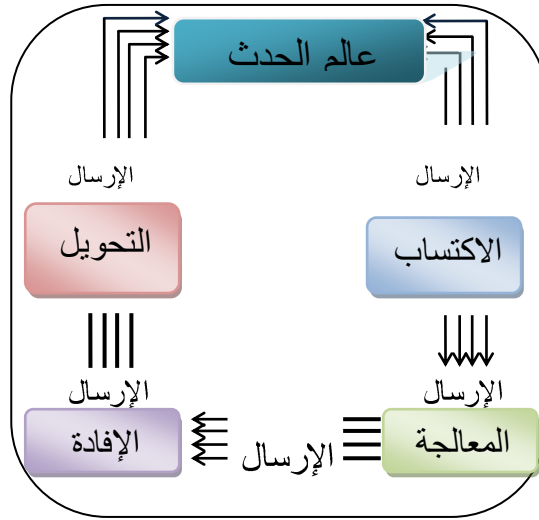 عالم الحدث
الإرسال
الإرسال
الاكتساب
التحويل
الإرسال
الإرسال
المعالجة
الإرسال
الإفادة